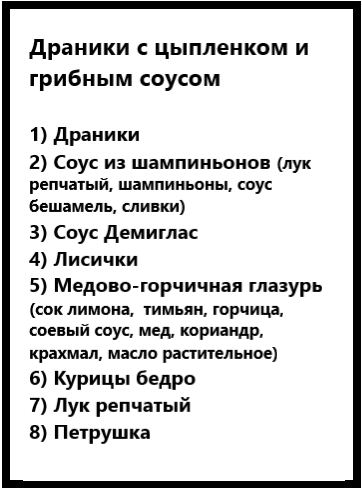 Драники с цыпленком и
грибным соусом
1) Драники
2) Соус из шампиньонов (лук
репчатый, шампиньоны, соус
бешамель, сливки)
3) Соус Демиглас
4) Лисички
5) Медово-горчичная глазурь
(сок лимона, тимьян, горчица,
соевый соус, мед, кориандр,
крахмал, масло растительное)
6) Курицы бедро
7) Лук репчатый
8) Петрушка